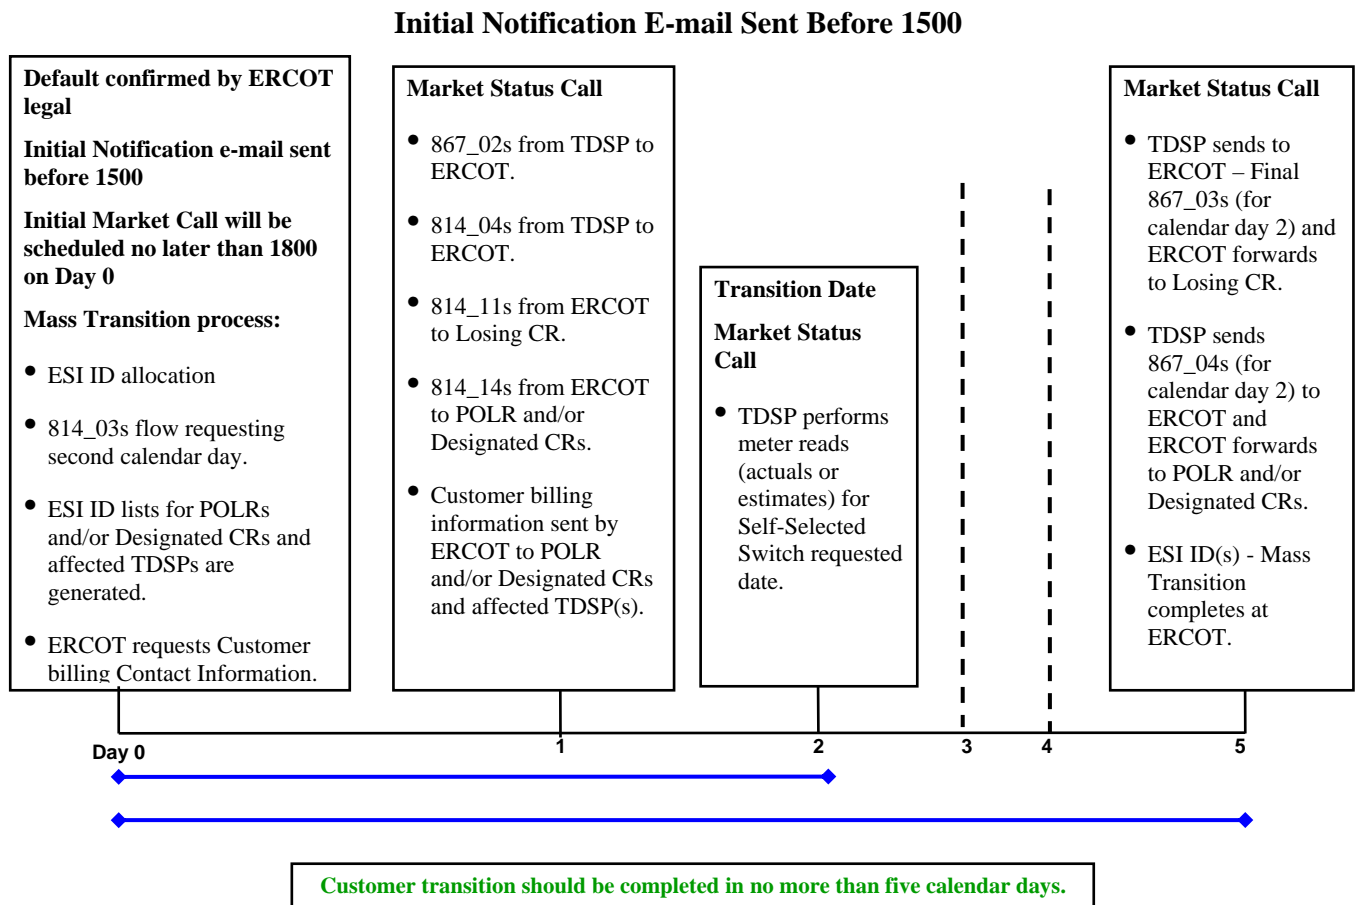 Initial Notification E-mail Sent Before 1500
Default confirmed by ERCOT
legal
Initial Notification e-mail sent
before 1500
Initial Market Call will be
scheduled no later than 1800
on Day 0
Mass Transition process:
• ESI ID allocation
• 814_03s flow requesting
second calendar day.
• ESI ID lists for POLRs
and/or Designated CRs and
affected TDSPs are
generated.
• ERCOT requests Customer
billing Contact Information.
Market Status Call
• 867_02s from TDSP to
ERCOT.
• 814_04s from TDSP to
ERCOT.
• 814_11s from ERCOT
to Losing CR.
• 814_14s from ERCOT
to POLR and/or
Designated CRs.
• Customer billing
information sent by
ERCOT to POLR
and/or Designated CRs
and affected TDSP(s).
Transition Date
Market Status
Call
• TDSP performs
meter reads
(actuals or
estimates) for
Self-Selected
Switch requested
date.
Market Status Call
• TDSP sends to
ERCOT – Final
867_03s (for
calendar day 2) and
ERCOT forwards
to Losing CR.
• TDSP sends
867_04s (for
calendar day 2) to
ERCOT and
ERCOT forwards
to POLR and/or
Designated CRs.
• ESI ID(s) - Mass
Transition
completes at
ERCOT.
Day 0
1
2
3
4
5
Customer transition should be completed in no more than five calendar days.